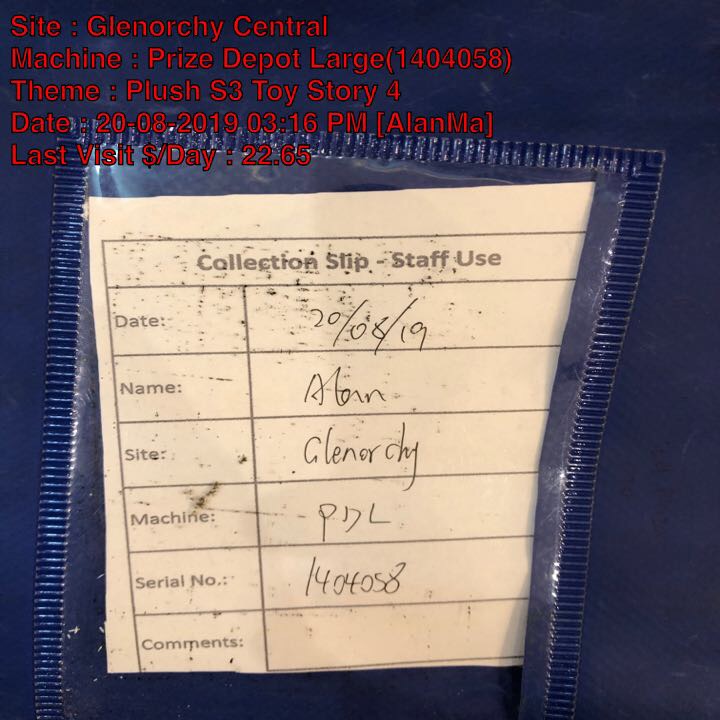 Site : Glenorchy Central
Machine : Prize Depot Large(1404058)
Theme : Plush S3 Toy Story 4
Date : 20-08-2019 03:16 PM [AlanMa]
Last Visit $/Day : 22.65
Collection Slip - Staff Use
Date: 20/08/19
Name: Alan
Site: Glenorchy
Machine: PDL
Serial No.: 1404058
Comments: